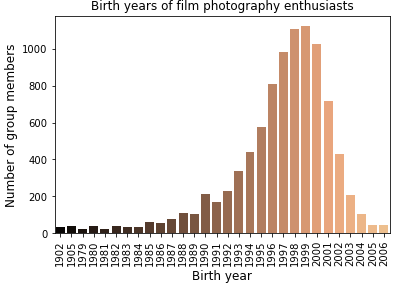 Birth years of film photography enthusiasts
Number of group members
1000
800
600
400
200
0
1902 1905 1979 1980 1981 1982 1983 1984 1985 1986 1987 1988 1989 1990 1991 1992 1993 1994 1995 1996 1997 1998 1999 2000 2001 2002 2003 2004 2005 2006
Birth year